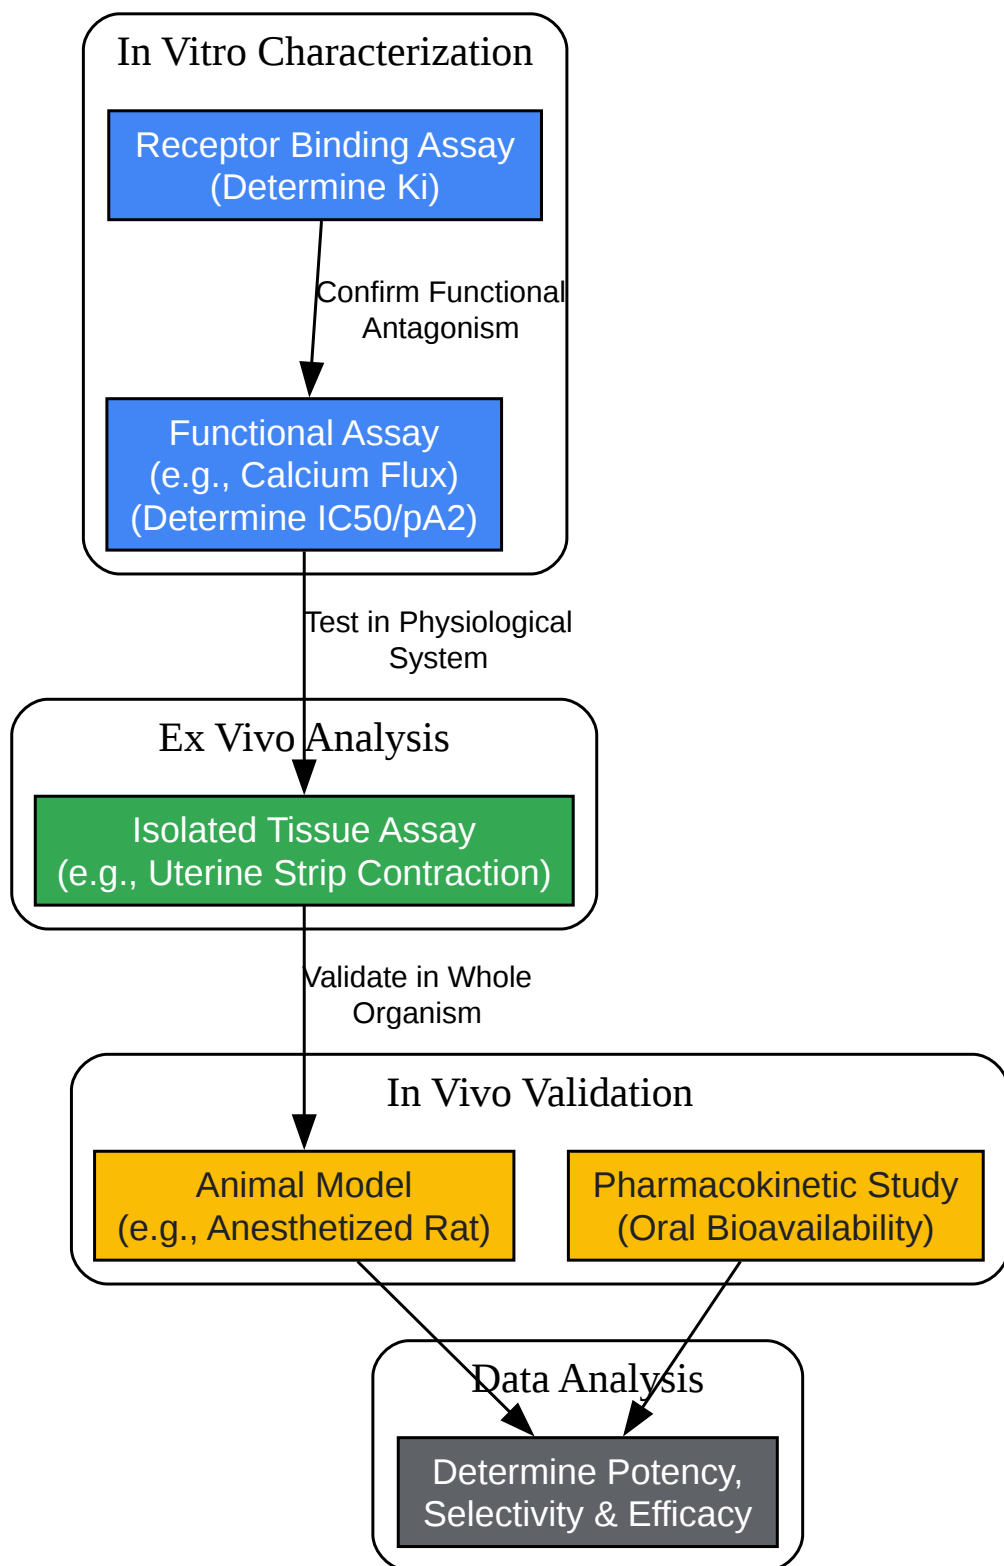 In Vitro Characterization
Receptor Binding Assay
(Determine Ki)
Confirm Functional
Antagonism
Functional Assay
(e.g., Calcium Flux)
(Determine IC50/pA2)
Test in Physiological
System
Ex Vivo Analysis
Isolated Tissue Assay
(e.g., Uterine Strip Contraction)
Validate in Whole
Organism
In Vivo Validation
Animal Model
(e.g., Anesthetized Rat)
Pharmacokinetic Study
(Oral Bioavailability)
Data Analysis
Determine Potency,
Selectivity & Efficacy